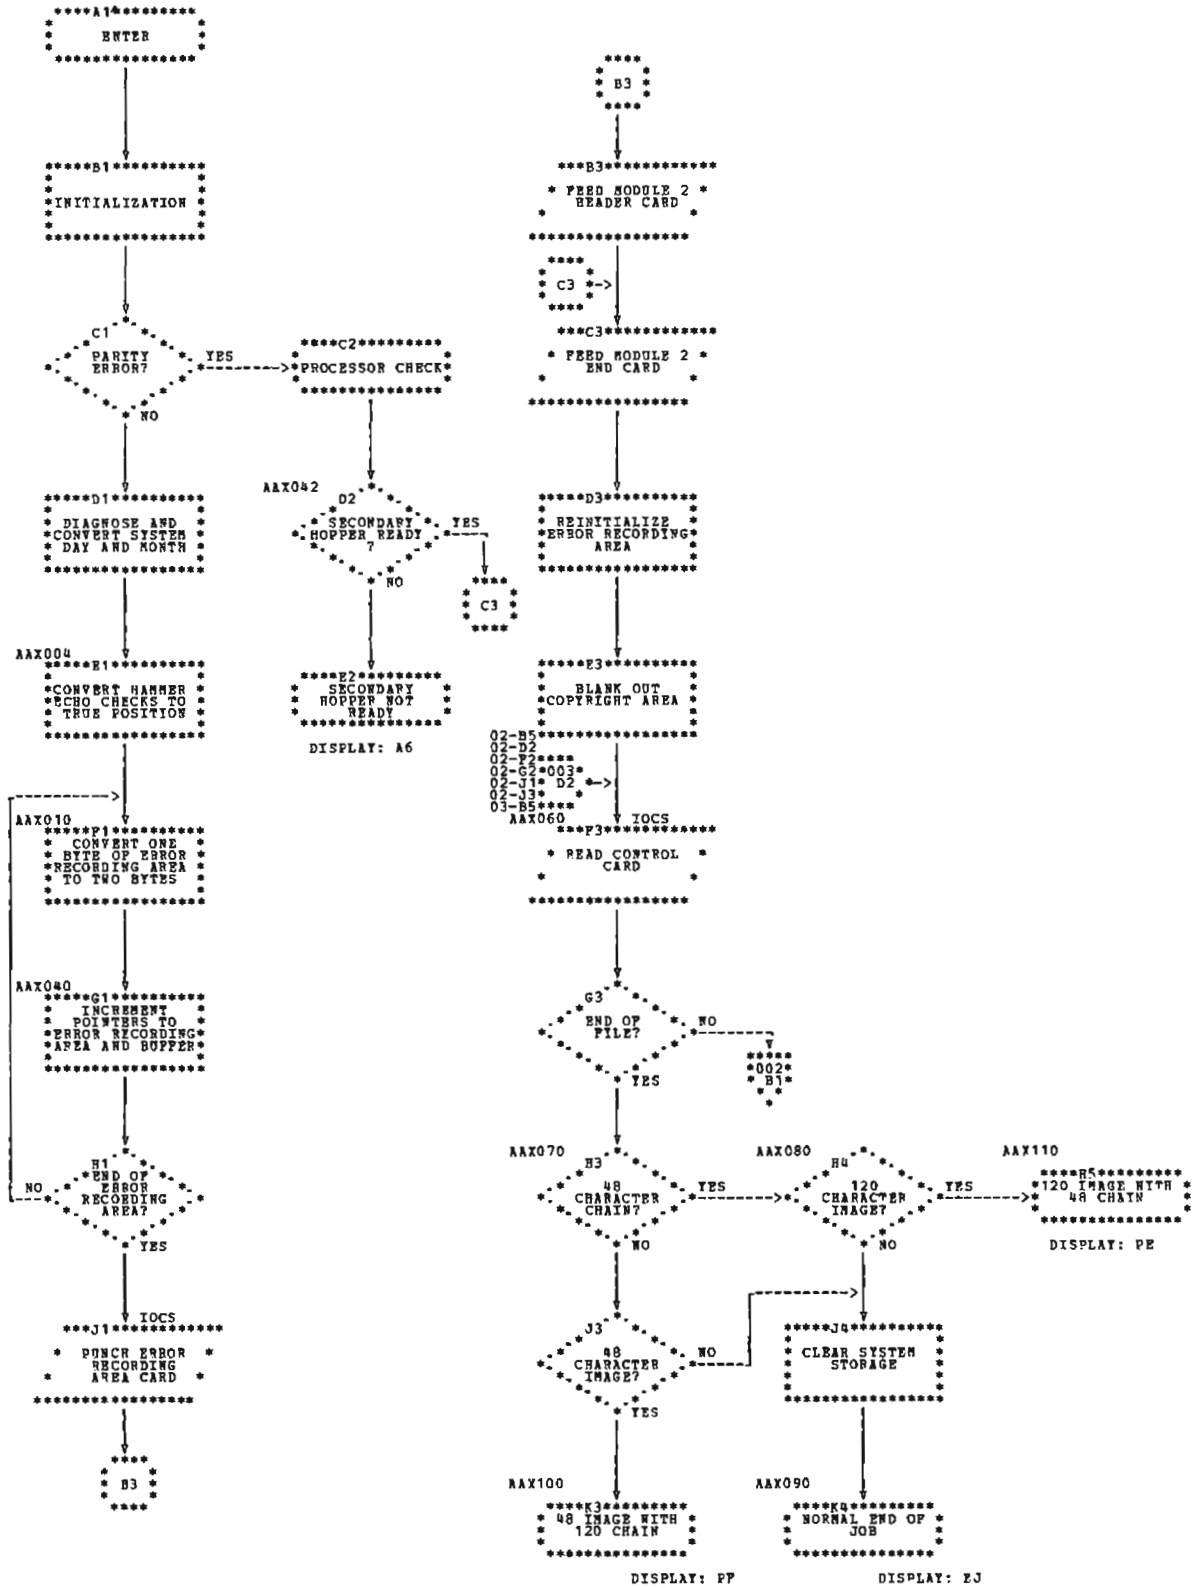 A1
ENTER
B1
INITIALIZATION
C1
PARITY
ERROR?
YES
NO
C2
PROCESSOR CHECK
D1
DIAGNOSE AND
CONVERT SYSTEM
DAY AND MONTH
AAX042
D2
SECONDARY
HOPPER READY
?
YES
NO
C3
AAX004
E1
CONVERT HAMMER
ECHO CHECKS TO
TRUE POSITION
E2
SECONDARY
HOPPER NOT
READY
DISPLAY: A6
AAX010
F1
CONVERT ONE
BYTE OF ERROR
RECORDING AREA
TO TWO BYTES
AAX040
G1
INCREMENT
POINTERS TO
ERROR RECORDING
AREA AND BUFFER
H1
END OF
ERROR
RECORDING
AREA?
NO
YES
IOCS
J1
PUNCH ERROR
RECORDING
AREA CARD
B3
B3
B3
FEED MODULE 2
HEADER CARD
C3
C3
FEED MODULE 2
END CARD
D3
REINITIALIZE
ERROR RECORDING
AREA
E3
BLANK OUT
COPYRIGHT AREA
02-B5
02-D2
02-F2
02-G2 003
02-J1 D2
02-J3
03-B5
AAX060 IOCS
F3
READ CONTROL
CARD
G3
END OF
FILE?
NO
YES
002
B1
AAX070
H3
48
CHARACTER
CHAIN?
YES
NO
AAX080
H4
120
CHARACTER
IMAGE?
YES
NO
AAX110
H5
120 IMAGE WITH
48 CHAIN
DISPLAY: PE
J3
48
CHARACTER
IMAGE?
NO
YES
J4
CLEAR SYSTEM
STORAGE
AAX100
K3
48 IMAGE WITH
120 CHAIN
DISPLAY: PF
AAX090
K4
NORMAL END OF
JOB
DISPLAY: EJ